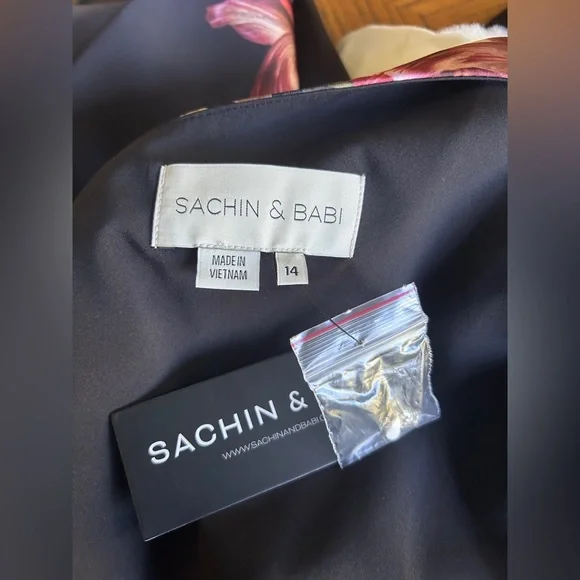 SACHIN & BABI
MADE IN
VIETNAM
14
SACHIN &
WWW.SACHINANDBABI.